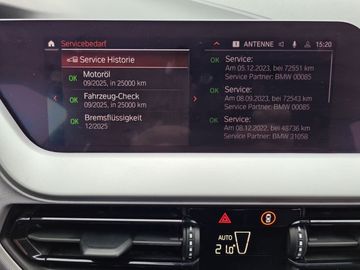 Servicebedarf
ANTENNE
15:20
Service Historie
Motoröl
OK
09/2025, in 25000 km
Fahrzeug-Check
OK
09/2025, in 25000 km
Bremsflüssigkeit
OK
12/2025
OK Service:
Am 05.12.2023, bei 72551 km
Service Partner: BMW 00085
OK Service:
Am 08.09.2023, bei 72543 km
Service Partner: BMW 00085
OK Service:
Am 08.12.2022, bei 48736 km
Service Partner: BMW 31058
AUTO
21.0°